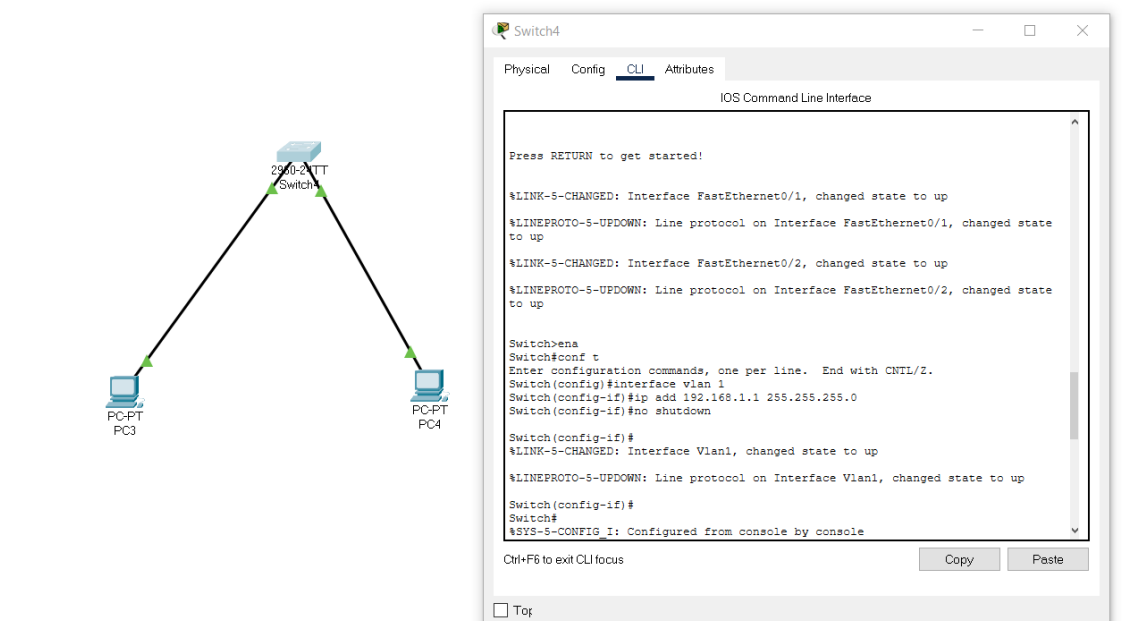 Switch4
Physical Config CLI Attributes
IOS Command Line Interface
Press RETURN to get started!
%LINK-5-CHANGED: Interface FastEthernet0/1, changed state to up
%LINEPROTO-5-UPDOWN: Line protocol on Interface FastEthernet0/1, changed state
to up
%LINK-5-CHANGED: Interface FastEthernet0/2, changed state to up
%LINEPROTO-5-UPDOWN: Line protocol on Interface FastEthernet0/2, changed state
to up
Switch>ena
Switch#conf t
Enter configuration commands, one per line.  End with CNTL/Z.
Switch(config)#interface vlan 1
Switch(config-if)#ip add 192.168.1.1 255.255.255.0
Switch(config-if)#no shutdown
Switch(config-if)#
%LINK-5-CHANGED: Interface Vlan1, changed state to up
%LINEPROTO-5-UPDOWN: Line protocol on Interface Vlan1, changed state to up
Switch(config-if)#
Switch#
%SYS-5-CONFIG_I: Configured from console by console
Ctrl+F6 to exit CLI focus
Copy Paste
Top
2960-24TT
Switch4
PC-PT
PC3
PC-PT
PC4